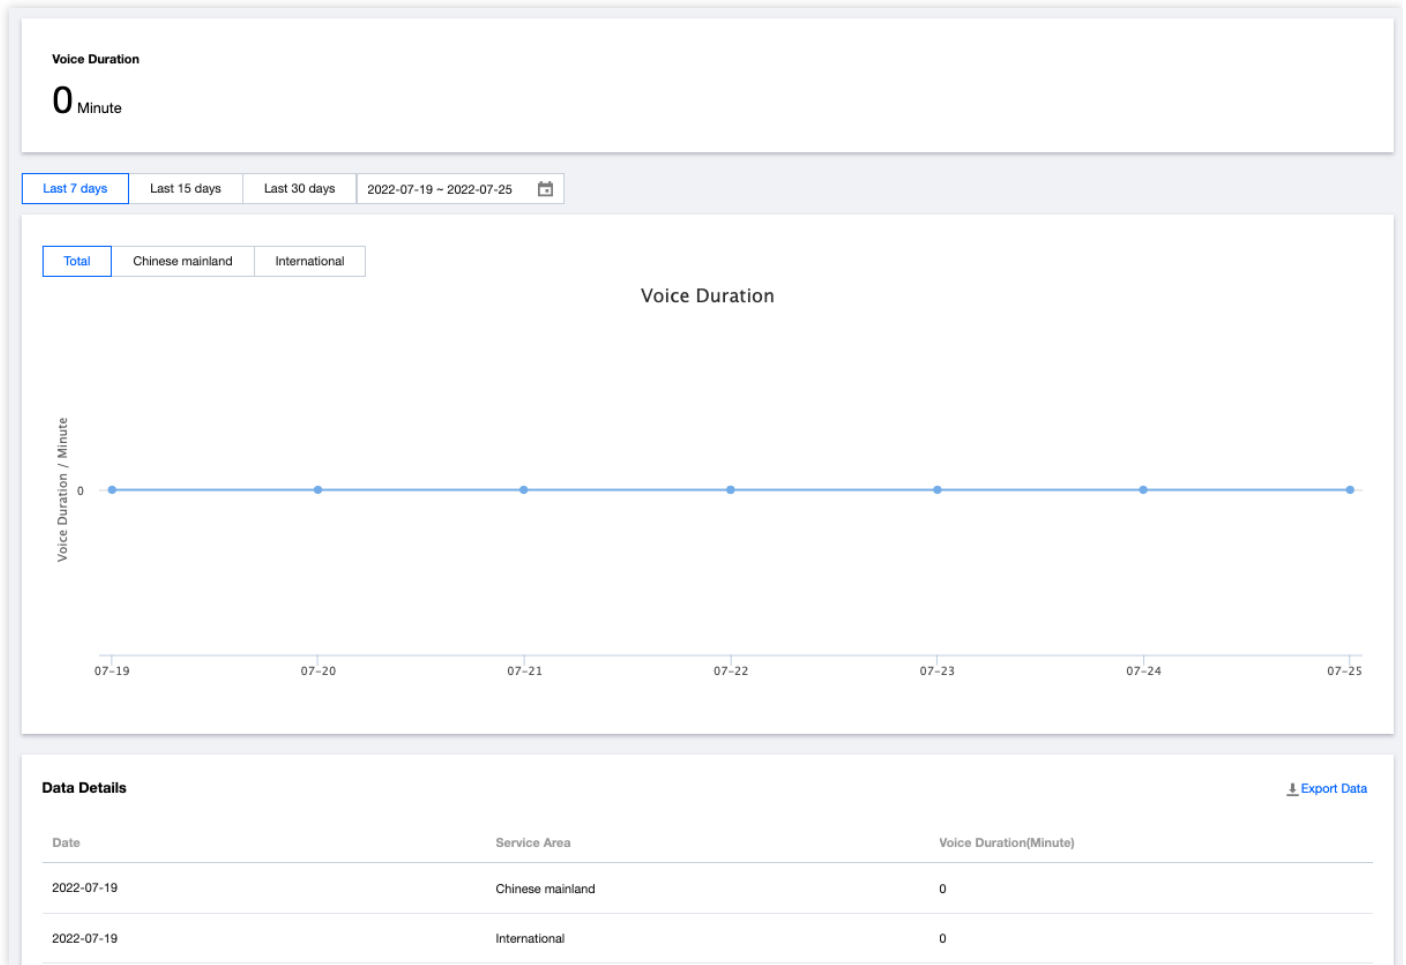 Voice Duration
0 Minute
Last 7 days Last 15 days Last 30 days 2022-07-19 ~ 2022-07-25
Total Chinese mainland International
Voice Duration
Voice Duration / Minute
0
07-19 07-20 07-21 07-22 07-23 07-24 07-25
Data Details Export Data
Date Service Area Voice Duration(Minute)
2022-07-19 Chinese mainland 0
2022-07-19 International 0